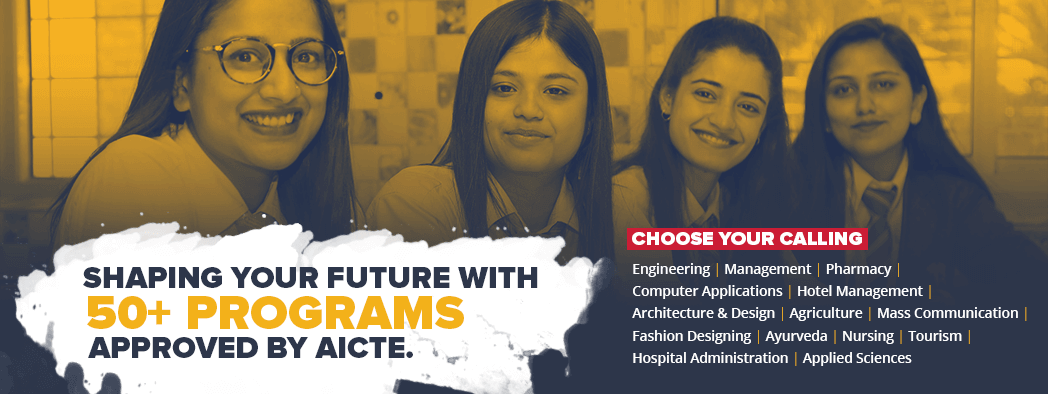 SHAPING YOUR FUTURE WITH
50+ PROGRAMS
APPROVED BY AICTE.
CHOOSE YOUR CALLING
Engineering | Management | Pharmacy |
Computer Applications | Hotel Management |
Architecture & Design | Agriculture | Mass Communication |
Fashion Designing | Ayurveda | Nursing | Tourism |
Hospital Administration | Applied Sciences